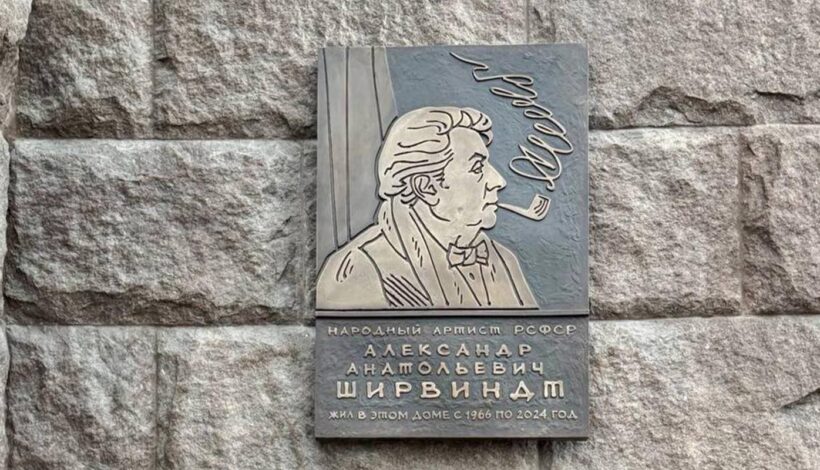 НАРОДНЫЙ АРТИСТ РСФСР
АЛЕКСАНДР
АНАТОЛЬЕВИЧ
ШИРВИНДТ
ЖИЛ В ЭТОМ ДОМЕ С 1966 ПО 2024 ГОД